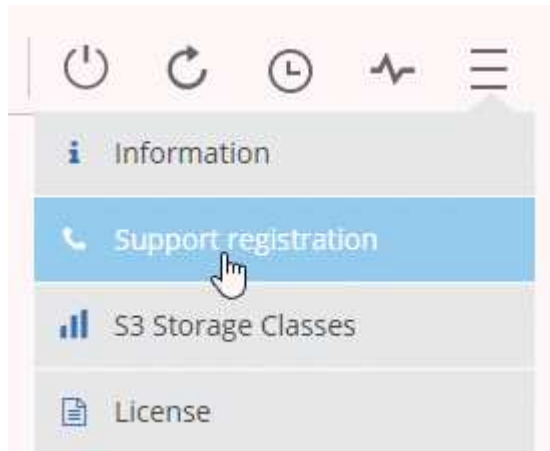 Information
Support registration
S3 Storage Classes
License